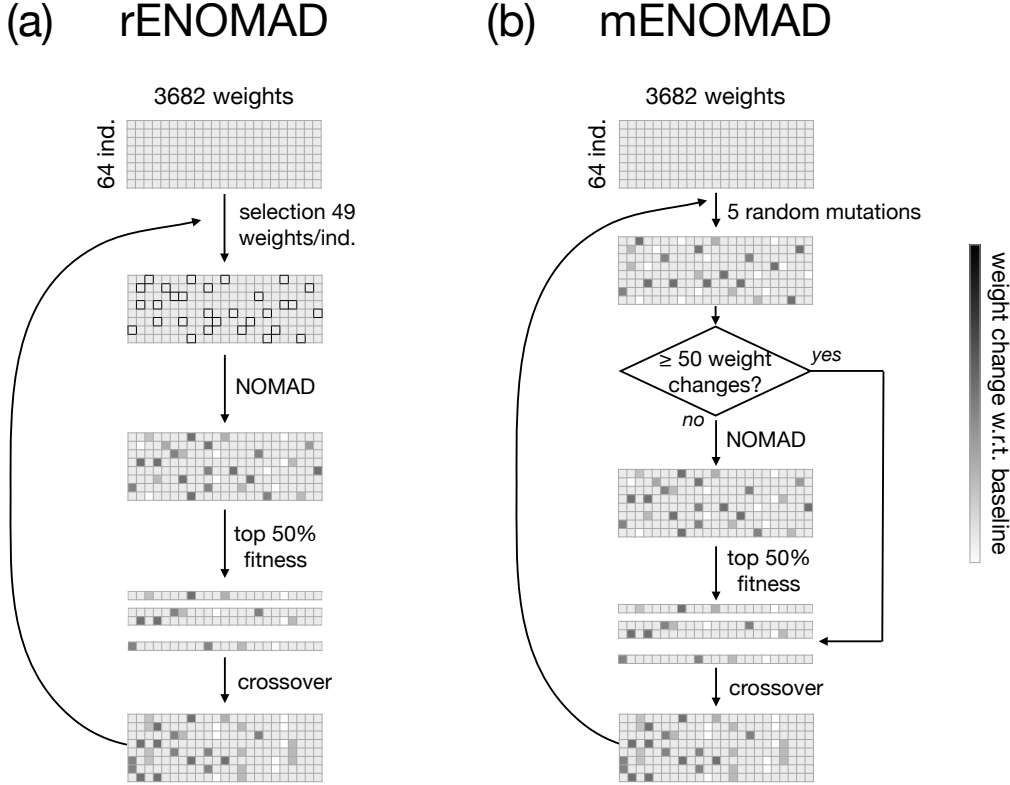 (a) rENOMAD
3682 weights
64 ind.
selection 49
weights/ind.
NOMAD
top 50%
fitness
crossover
(b) mENOMAD
3682 weights
64 ind.
5 random mutations
≥ 50 weight
changes?
yes
no
NOMAD
top 50%
fitness
crossover
weight change w.r.t. baseline